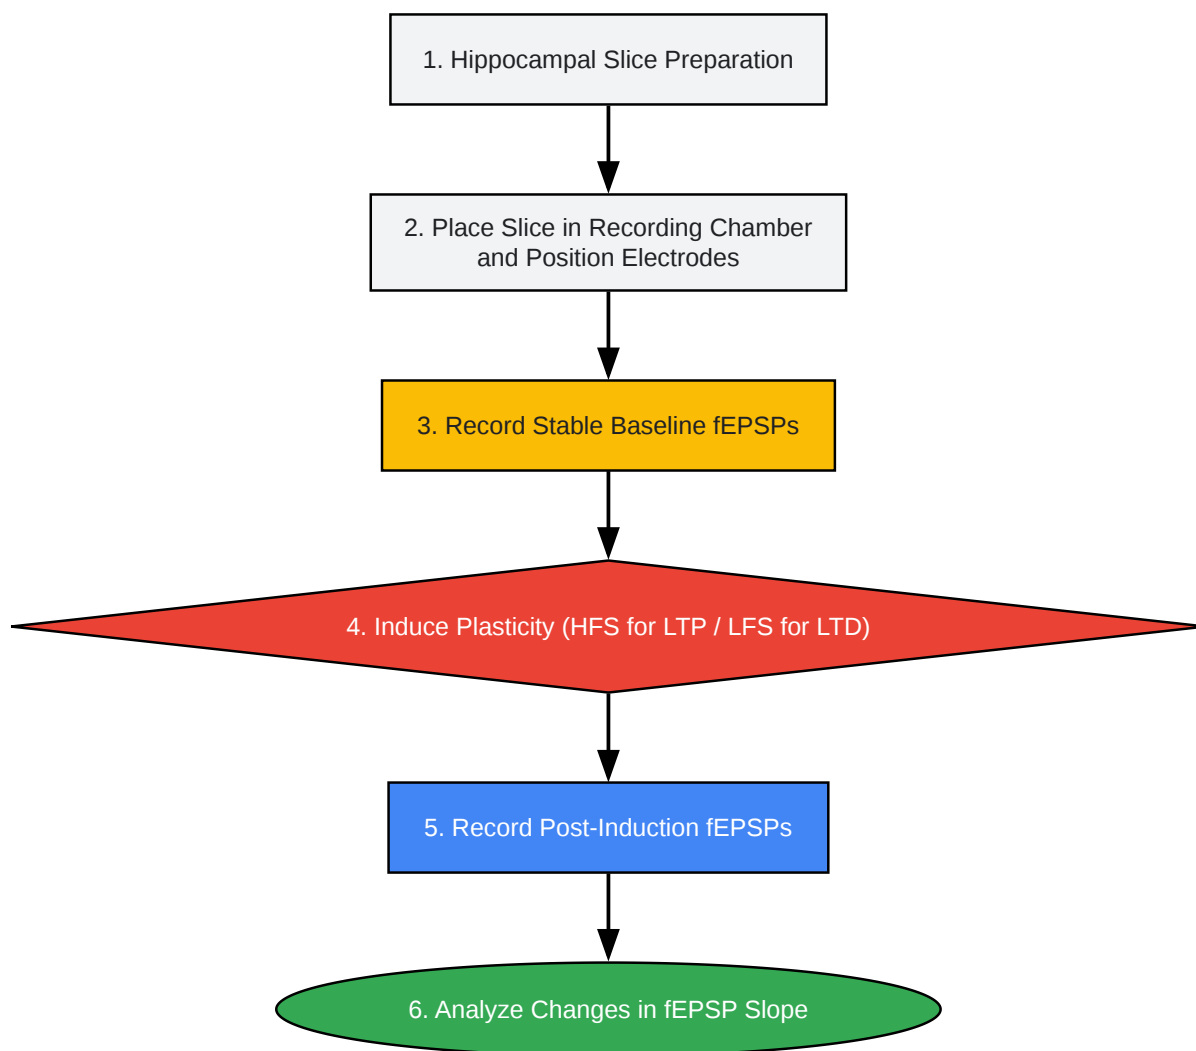 1. Hippocampal Slice Preparation
2. Place Slice in Recording Chamber
and Position Electrodes
3. Record Stable Baseline fEPSPs
4. Induce Plasticity (HFS for LTP / LFS for LTD)
5. Record Post-Induction fEPSPs
6. Analyze Changes in fEPSP Slope